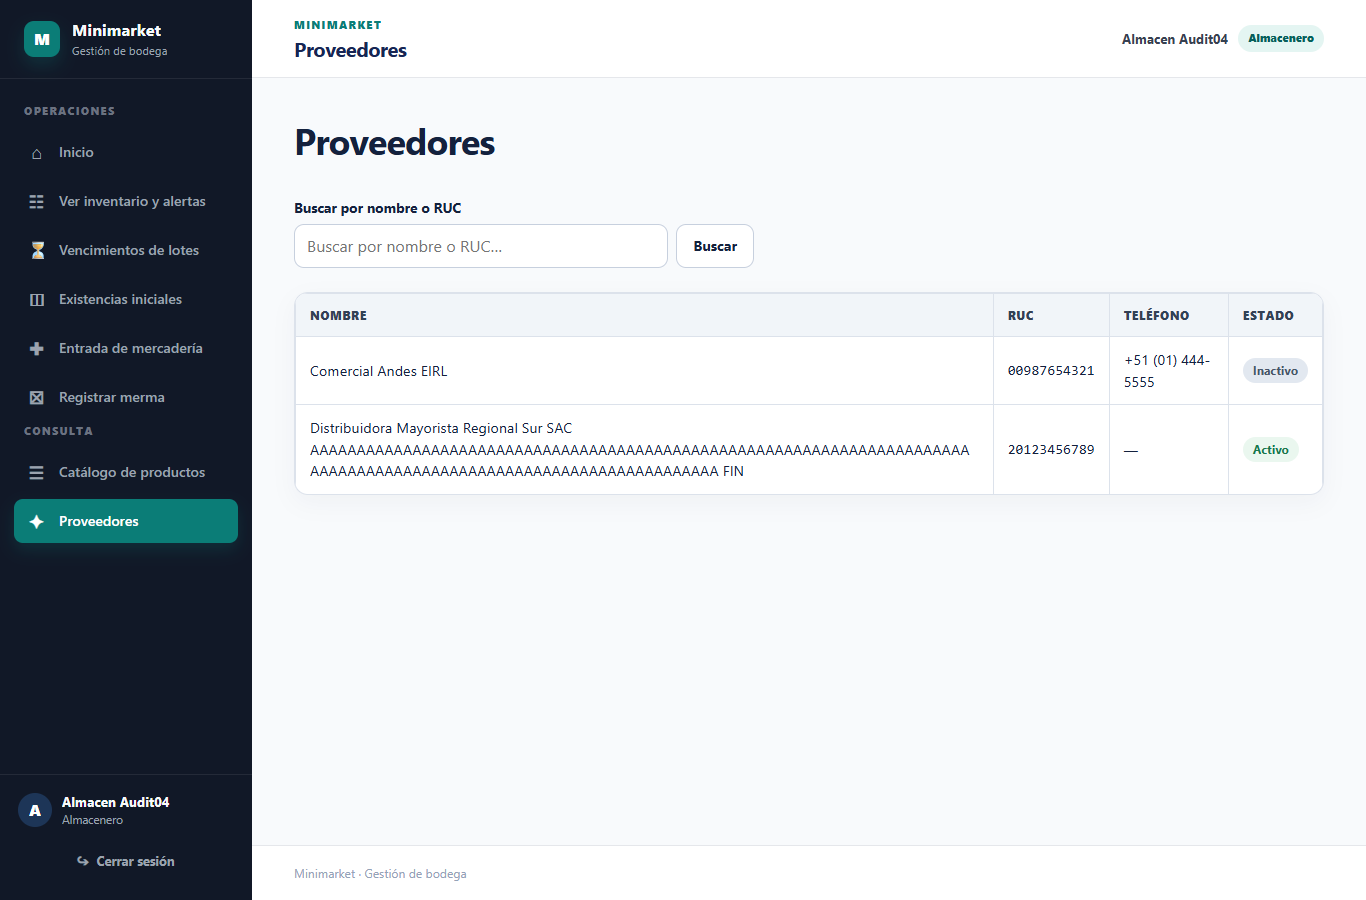 M
Minimarket
Gestión de bodega
OPERACIONES
Inicio
Ver inventario y alertas
Vencimientos de lotes
Existencias iniciales
Entrada de mercadería
Registrar merma
CONSULTA
Catálogo de productos
Proveedores
A
Almacen Audit04
Almacenero
Cerrar sesión
MINIMARKET
Proveedores
Almacen Audit04
Almacenero
Proveedores
Buscar por nombre o RUC
Buscar por nombre o RUC...
Buscar
NOMBRE
RUC
TELÉFONO
ESTADO
Comercial Andes EIRL
00987654321
+51 (01) 444-
5555
Inactivo
Distribuidora Mayorista Regional Sur SAC
AAAAAAAAAAAAAAAAAAAAAAAAAAAAAAAAAAAAAAAAAAAAAAAAAAAAAAAAAAAAAAAAAAAAAAA
AAAAAAAAAAAAAAAAAAAAAAAAAAAAAAAAAAAAAAAAAAAA FIN
20123456789
—
Activo
Minimarket · Gestión de bodega